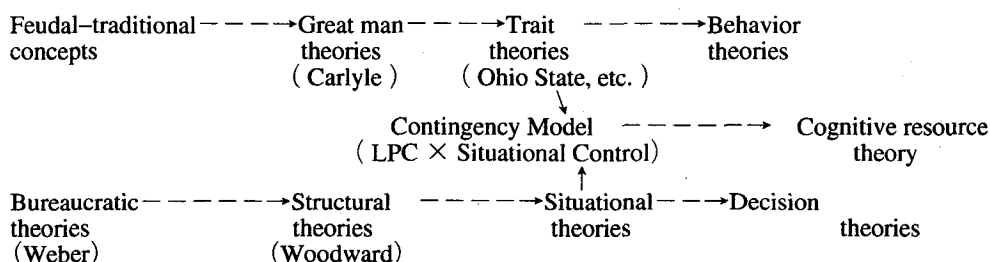 Feudal–traditional Great man Trait Behavior
concepts theories theories theories
( Carlyle ) ( Ohio State, etc. )
Contingency Model Cognitive resource
( LPC × Situational Control) theory
Bureaucratic Structural Situational Decision
theories theories theories theories
(Weber) (Woodward)